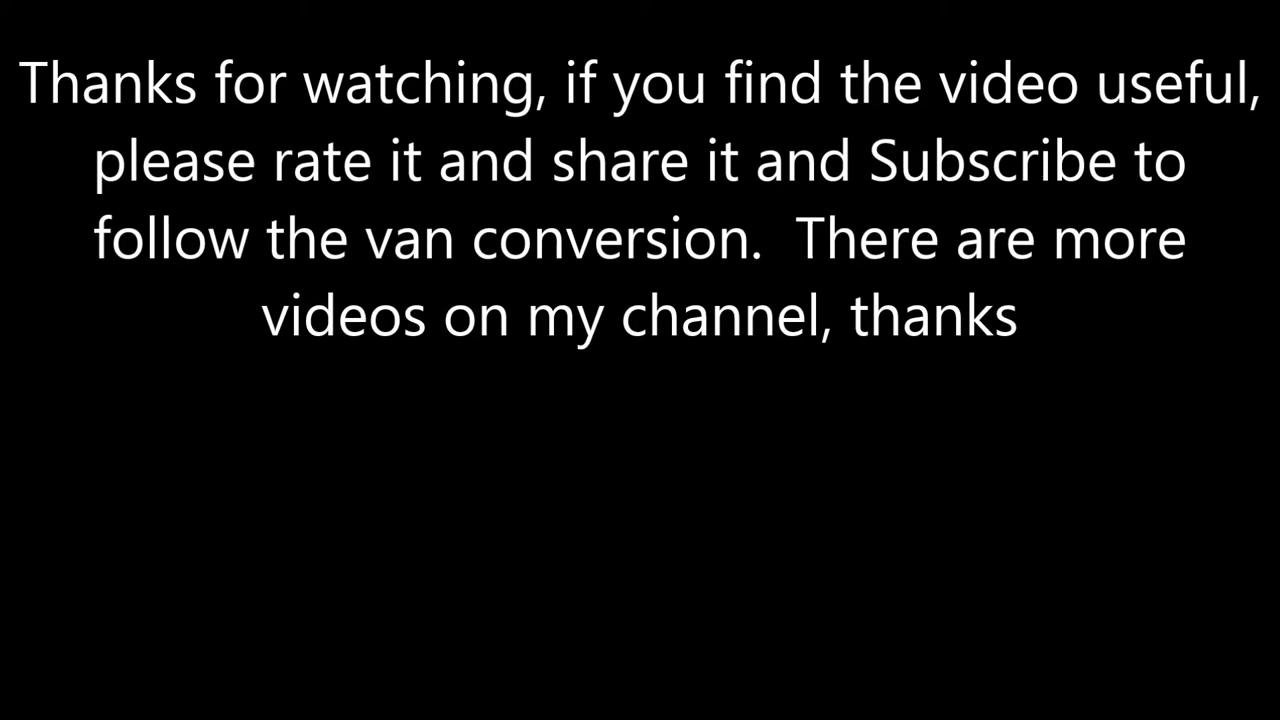 Thanks for watching, if you find the video useful,
please rate it and share it and Subscribe to
follow the van conversion.  There are more
videos on my channel, thanks